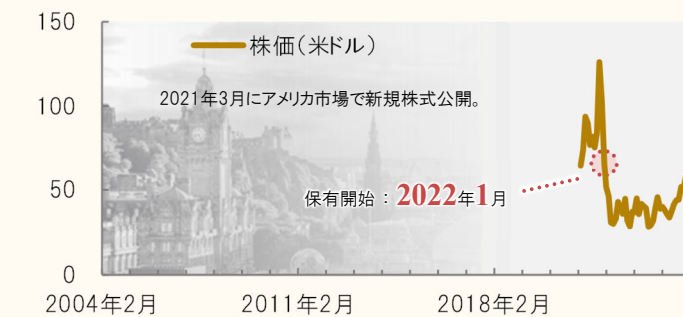 150
株価(米ドル)
2021年3月にアメリカ市場で新規株式公開。
100
50
保有開始：2022年1月
0
2004年2月
2011年2月
2018年2月